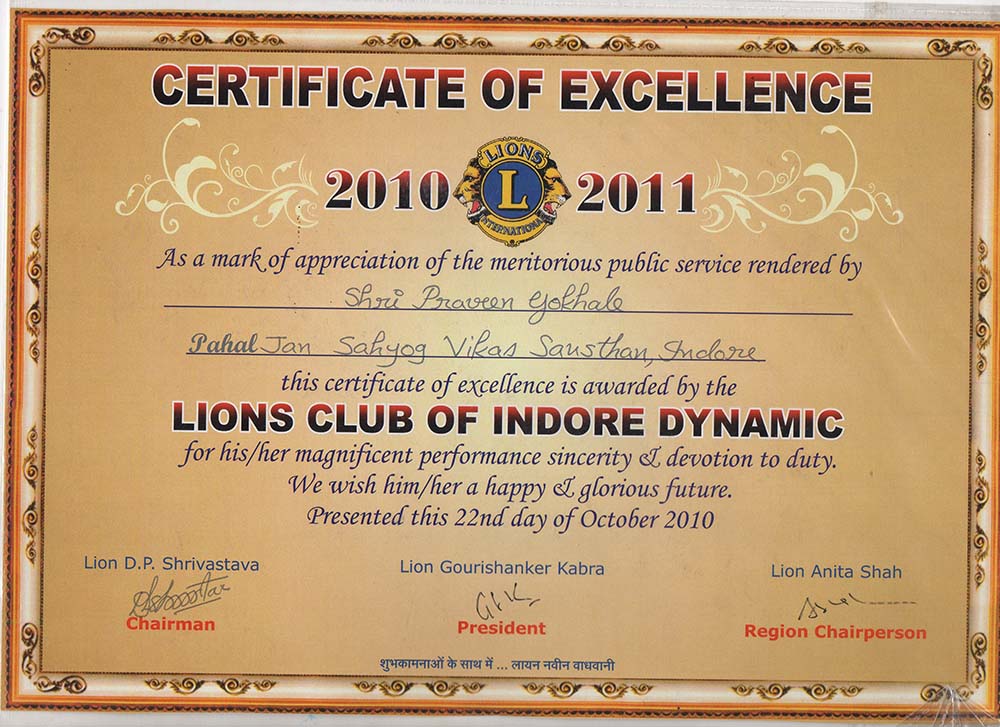 CERTIFICATE OF EXCELLENCE
2010 LIONS L INTERNATIONAL 2011
As a mark of appreciation of the meritorious public service rendered by
Shri Praveen Gokhale
Pahal Jan Sahyog Vikas Sansthan, Indore
this certificate of excellence is awarded by the
LIONS CLUB OF INDORE DYNAMIC
for his/her magnificent performance sincerity & devotion to duty.
We wish him/her a happy & glorious future.
Presented this 22nd day of October 2010
Lion D.P. Shrivastava Lion Gourishanker Kabra Lion Anita Shah
Chairman President Region Chairperson
शुभकामनाओं के साथ में ... लायन नवीन वाधवानी